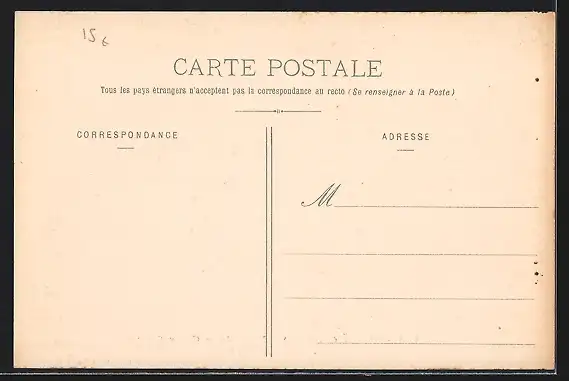 15€
CARTE POSTALE
Tous les pays étrangers n'acceptent pas la correspondance au recto (Se renseigner à la Poste)
CORRESPONDANCE
ADRESSE
M